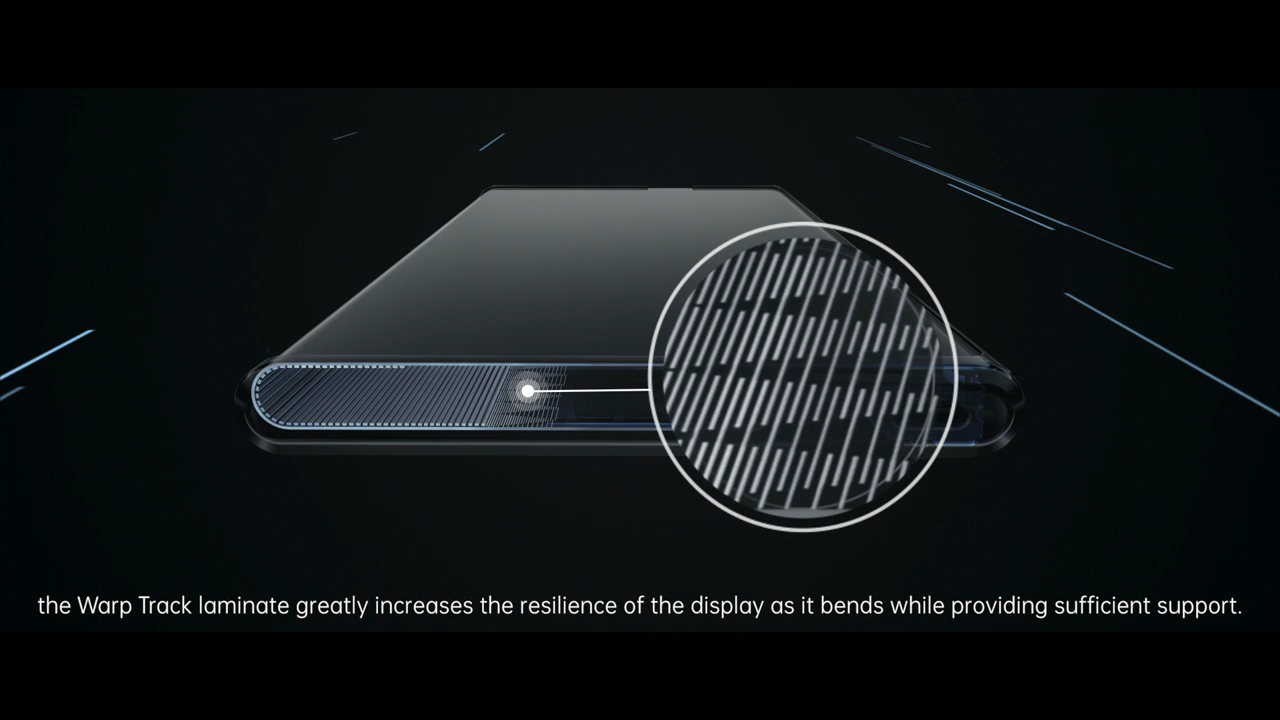 the Warp Track laminate greatly increases the resilience of the display as it bends while providing sufficient support.